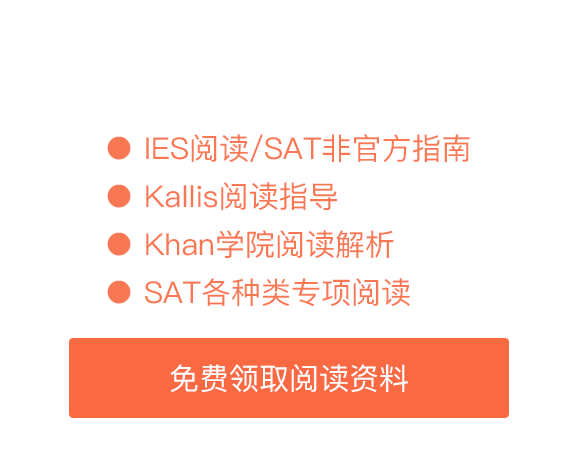 ● IES阅读/SAT非官方指南
● Kallis阅读指导
● Khan学院阅读解析
● SAT各种类专项阅读
免费领取阅读资料